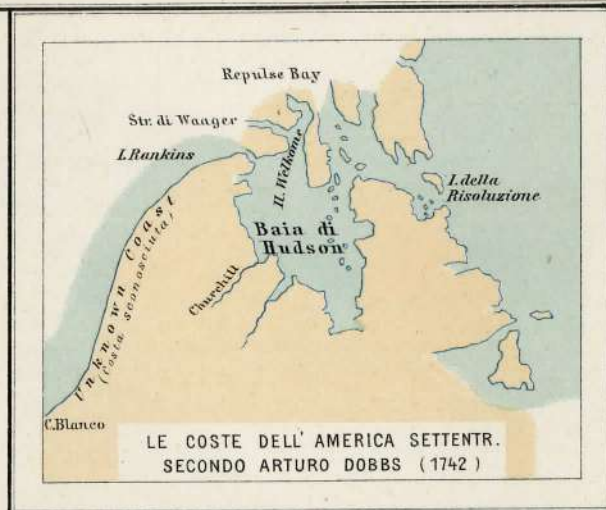 Repulse Bay
Str. di Waager
I. Rankins
Il. Welkome
I. della
Risoluzione
Baia di
Hudson
Churchill
Unknown Coast
(Costa sconosciuta)
C. Blanco
LE COSTE DELL' AMERICA SETTENTR.
SECONDO ARTURO DOBBS (1742)